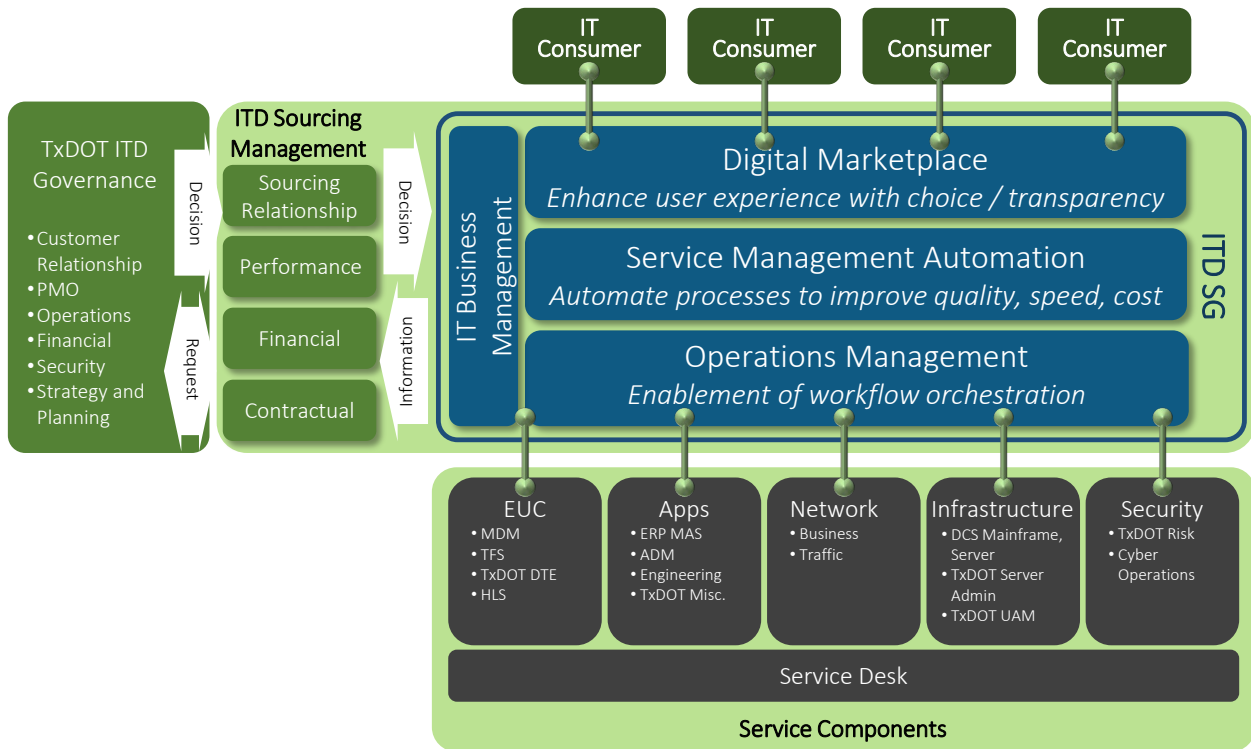 IT
Consumer
IT
Consumer
IT
Consumer
IT
Consumer
TxDOT ITD
Governance
• Customer
Relationship
• PMO
• Operations
• Financial
• Security
• Strategy and
Planning
Decision
Request
ITD Sourcing
Management
Sourcing
Relationship
Performance
Financial
Contractual
Decision
Information
IT Business
Management
Digital Marketplace
Enhance user experience with choice / transparency
Service Management Automation
Automate processes to improve quality, speed, cost
Operations Management
Enablement of workflow orchestration
ITD SG
EUC
• MDM
• TFS
• TxDOT DTE
• HLS
Apps
• ERP MAS
• ADM
• Engineering
• TxDOT Misc.
Network
• Business
• Traffic
Infrastructure
• DCS Mainframe,
Server
• TxDOT Server
Admin
• TxDOT UAM
Security
• TxDOT Risk
• Cyber
Operations
Service Desk
Service Components